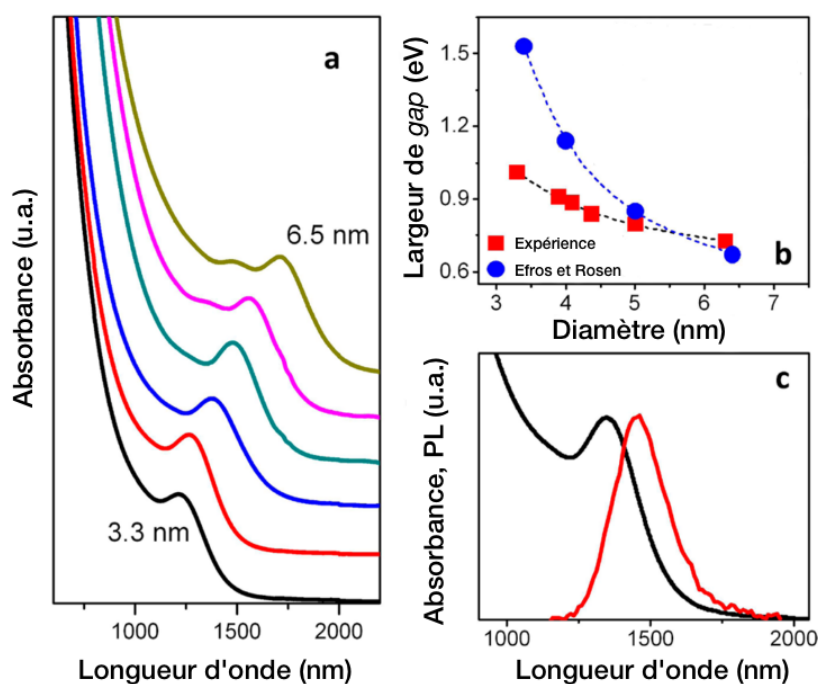 a
6.5 nm
3.3 nm
Absorbance (u.a.)
1000 1500 2000
Longueur d'onde (nm)
1.5
1.2
0.9
0.6
Largeur de gap (eV)
Expérience
Efros et Rosen
b
3 4 5 6 7
Diamètre (nm)
c
Absorbance, PL (u.a.)
1000 1500 2000
Longueur d'onde (nm)